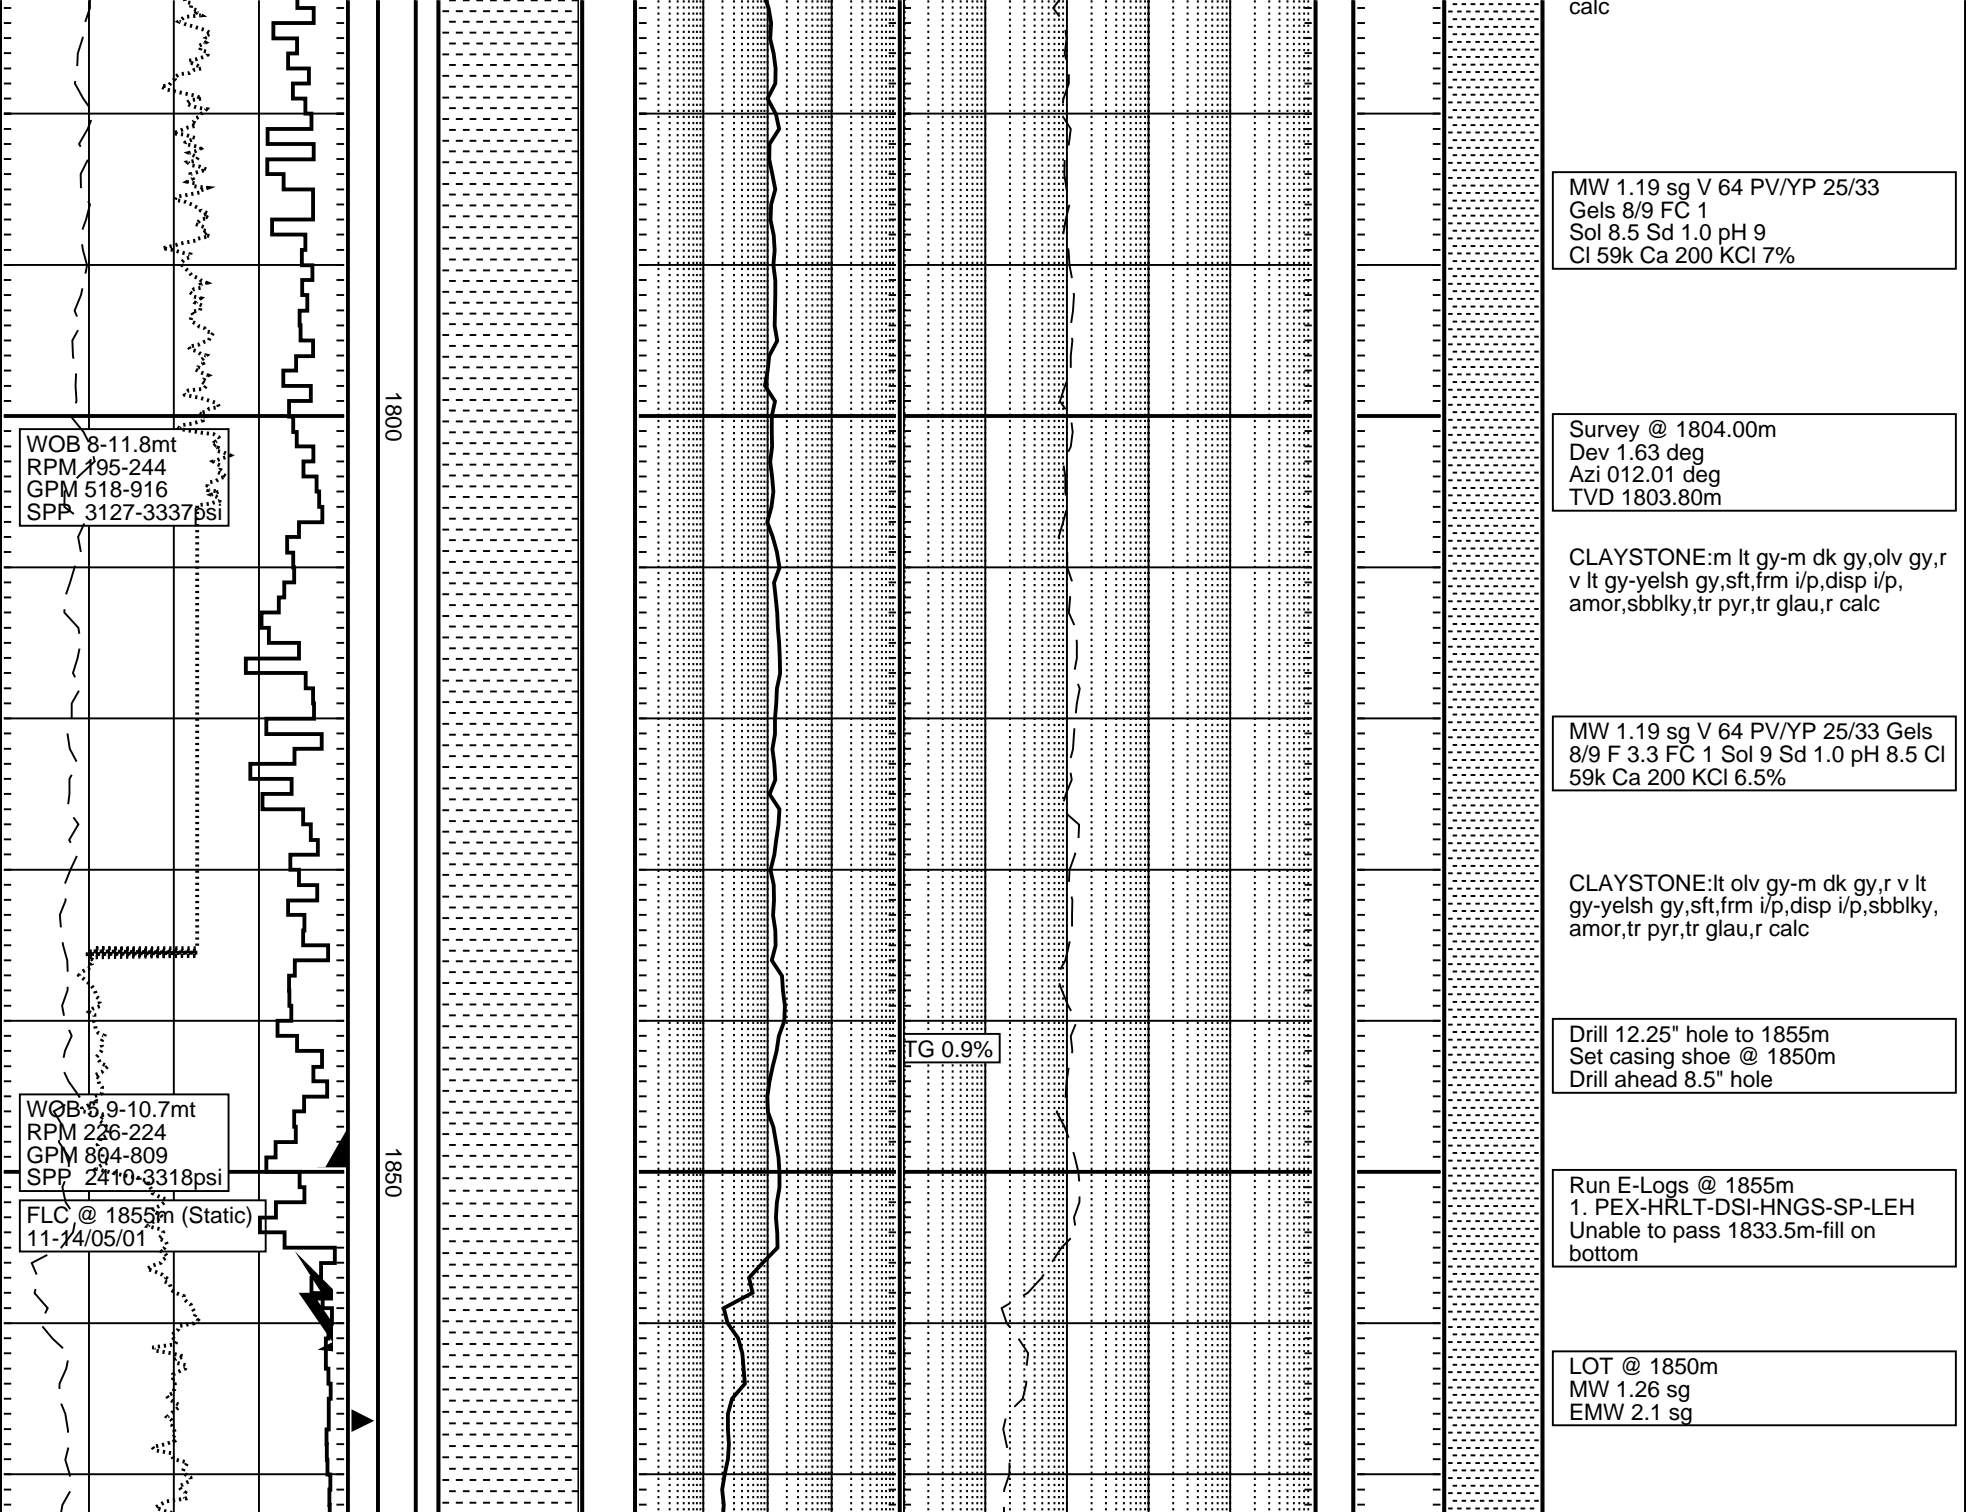 calc
MW 1.19 sg V 64 PV/YP 25/33
Gels 8/9 FC 1
Sol 8.5 Sd 1.0 pH 9
Cl 59k Ca 200 KCl 7%
1800
WOB 8-11.8mt
RPM 195-244
GPM 518-916
SPP 3127-3337psi
Survey @ 1804.00m
Dev 1.63 deg
Azi 012.01 deg
TVD 1803.80m
CLAYSTONE:m lt gy-m dk gy,olv gy,r
v lt gy-yelsh gy,sft,frm i/p,disp i/p,
amor,sbblky,tr pyr,tr glau,r calc
MW 1.19 sg V 64 PV/YP 25/33 Gels
8/9 F 3.3 FC 1 Sol 9 Sd 1.0 pH 8.5 Cl
59k Ca 200 KCl 6.5%
CLAYSTONE:lt olv gy-m dk gy,r v lt
gy-yelsh gy,sft,frm i/p,disp i/p,sbblky,
amor,tr pyr,tr glau,r calc
TG 0.9%
Drill 12.25" hole to 1855m
Set casing shoe @ 1850m
Drill ahead 8.5" hole
WOB 5.9-10.7mt
RPM 226-224
GPM 804-809
SPP 2410-3318psi
1850
FLC @ 1855m (Static)
11-14/05/01
Run E-Logs @ 1855m
1. PEX-HRLT-DSI-HNGS-SP-LEH
Unable to pass 1833.5m-fill on
bottom
LOT @ 1850m
MW 1.26 sg
EMW 2.1 sg